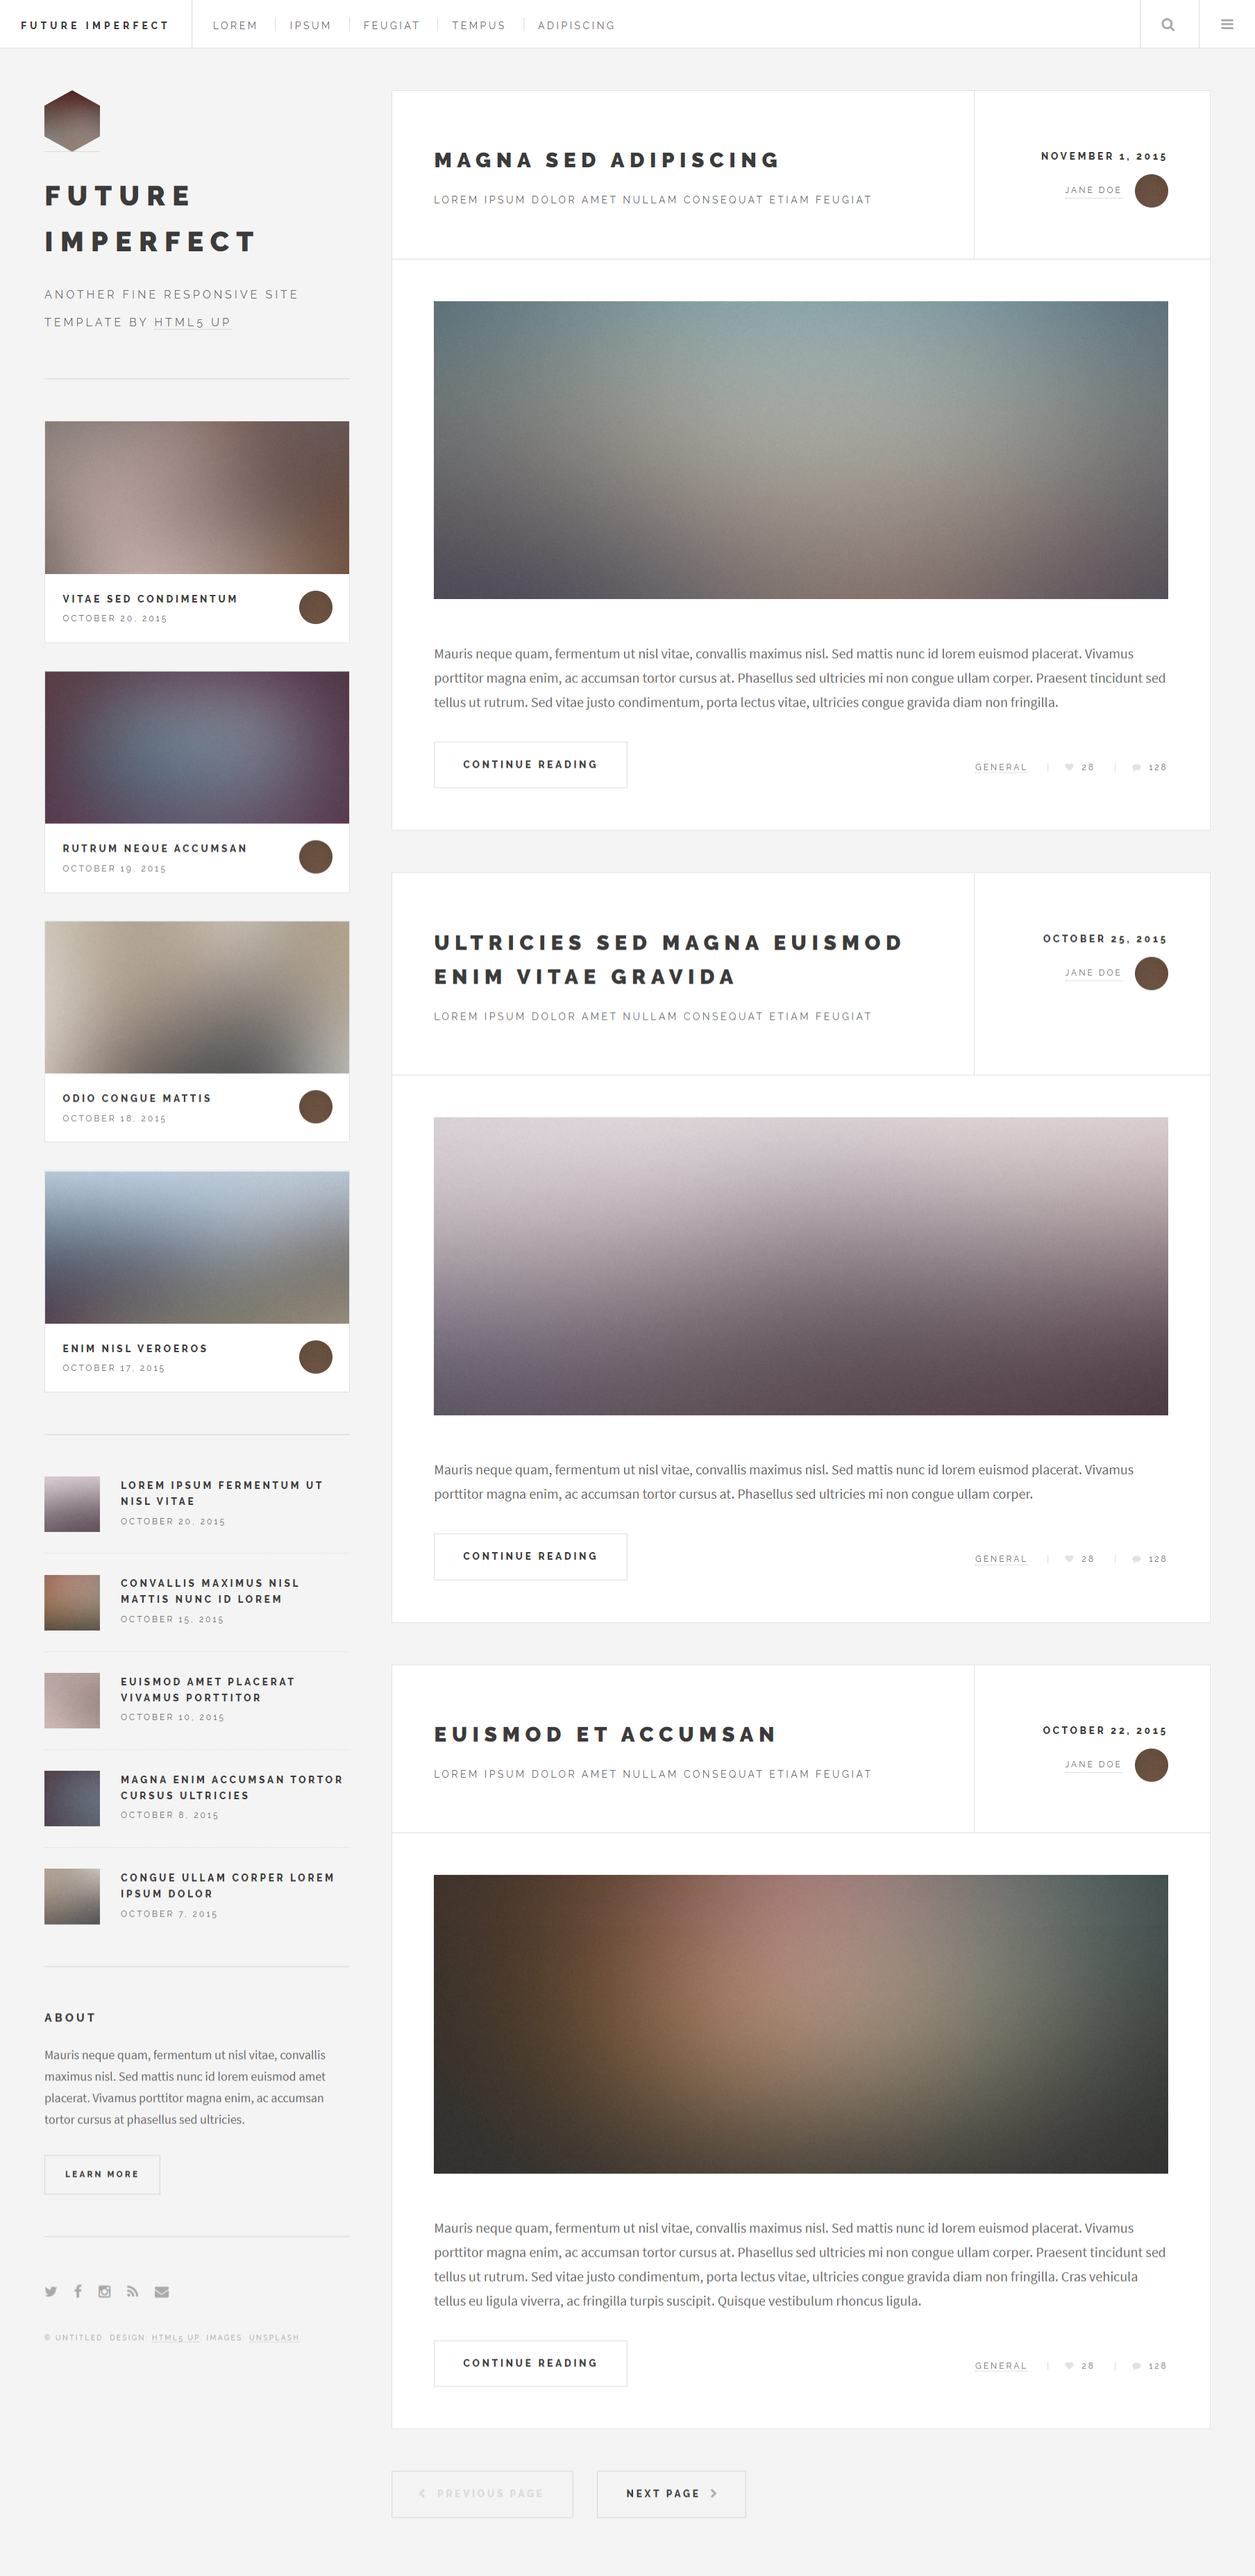 FUTURE IMPERFECT
LOREM
IPSUM
FEUGIAT
TEMPUS
ADIPISCING
FUTURE
IMPERFECT
ANOTHER FINE RESPONSIVE SITE
TEMPLATE BY HTML5 UP
VITAE SED CONDIMENTUM
OCTOBER 20, 2015
RUTRUM NEQUE ACCUMSAN
OCTOBER 19, 2015
ODIO CONGUE MATTIS
OCTOBER 18, 2015
ENIM NISL VEROEROS
OCTOBER 17, 2015
LOREM IPSUM FERMENTUM UT
NISL VITAE
OCTOBER 20, 2015
CONVALLIS MAXIMUS NISL
MATTIS NUNC ID LOREM
OCTOBER 15, 2015
EUISMOD AMET PLACERAT
VIVAMUS PORTTITOR
OCTOBER 10, 2015
MAGNA ENIM ACCUMSAN TORTOR
CURSUS ULTRICIES
OCTOBER 8, 2015
CONGUE ULLAM CORPER LOREM
IPSUM DOLOR
OCTOBER 7, 2015
ABOUT
Mauris neque quam, fermentum ut nisl vitae, convallis
maximus nisl. Sed mattis nunc id lorem euismod amet
placerat. Vivamus porttitor magna enim, ac accumsan
tortor cursus at phasellus sed ultricies.
LEARN MORE
© UNTITLED. DESIGN: HTML5 UP. IMAGES: UNSPLASH.
MAGNA SED ADIPISCING
LOREM IPSUM DOLOR AMET NULLAM CONSEQUAT ETIAM FEUGIAT
NOVEMBER 1, 2015
JANE DOE
Mauris neque quam, fermentum ut nisl vitae, convallis maximus nisl. Sed mattis nunc id lorem euismod placerat. Vivamus
porttitor magna enim, ac accumsan tortor cursus at. Phasellus sed ultricies mi non congue ullam corper. Praesent tincidunt sed
tellus ut rutrum. Sed vitae justo condimentum, porta lectus vitae, ultricies congue gravida diam non fringilla.
CONTINUE READING
GENERAL
28
128
ULTRICIES SED MAGNA EUISMOD
ENIM VITAE GRAVIDA
LOREM IPSUM DOLOR AMET NULLAM CONSEQUAT ETIAM FEUGIAT
OCTOBER 25, 2015
JANE DOE
Mauris neque quam, fermentum ut nisl vitae, convallis maximus nisl. Sed mattis nunc id lorem euismod placerat. Vivamus
porttitor magna enim, ac accumsan tortor cursus at. Phasellus sed ultricies mi non congue ullam corper.
CONTINUE READING
GENERAL
28
128
EUISMOD ET ACCUMSAN
LOREM IPSUM DOLOR AMET NULLAM CONSEQUAT ETIAM FEUGIAT
OCTOBER 22, 2015
JANE DOE
Mauris neque quam, fermentum ut nisl vitae, convallis maximus nisl. Sed mattis nunc id lorem euismod placerat. Vivamus
porttitor magna enim, ac accumsan tortor cursus at. Phasellus sed ultricies mi non congue ullam corper. Praesent tincidunt sed
tellus ut rutrum. Sed vitae justo condimentum, porta lectus vitae, ultricies congue gravida diam non fringilla. Cras vehicula
tellus eu ligula viverra, ac fringilla turpis suscipit. Quisque vestibulum rhoncus ligula.
CONTINUE READING
GENERAL
28
128
PREVIOUS PAGE
NEXT PAGE